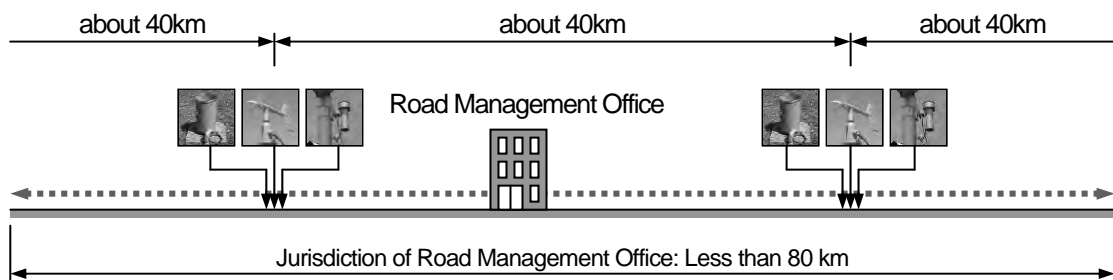 about 40km about 40km about 40km
Road Management Office
Jurisdiction of Road Management Office: Less than 80 km